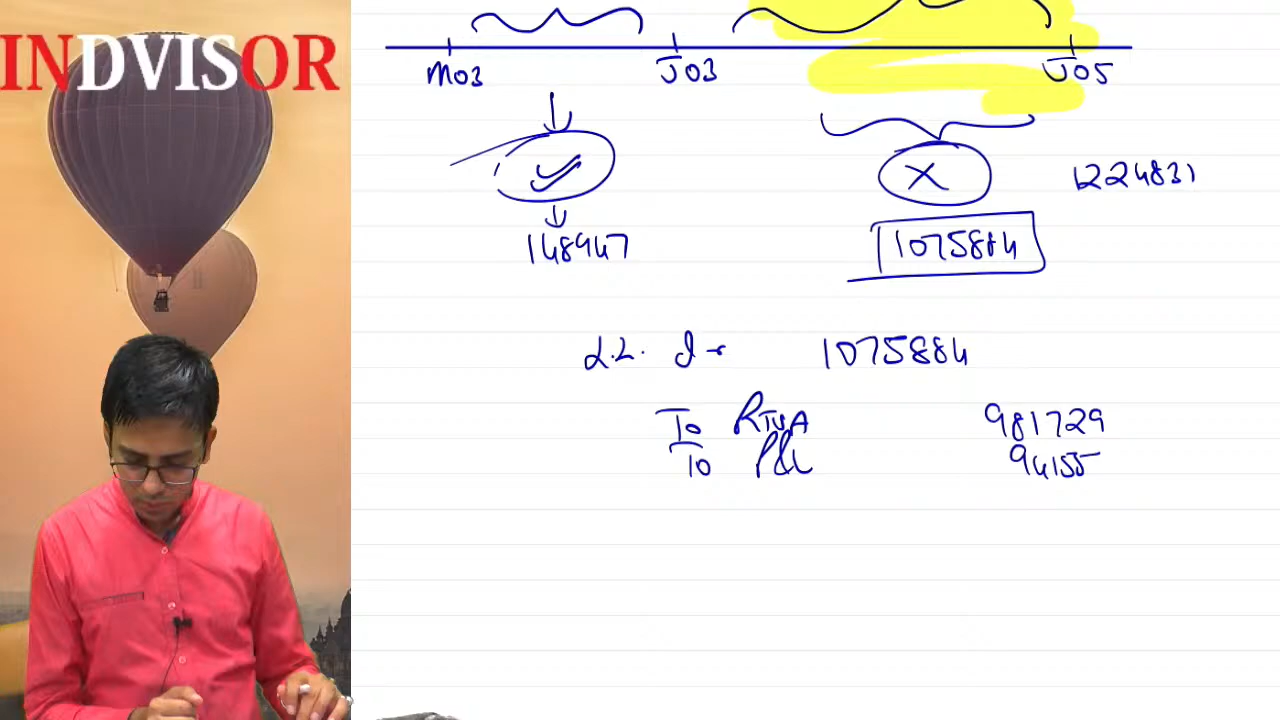 INDVISOR
M03 J03 J05
148947
X 1224831
1075884
L.L. Dr 1075884
To RTUA 981729
To P&L 94155